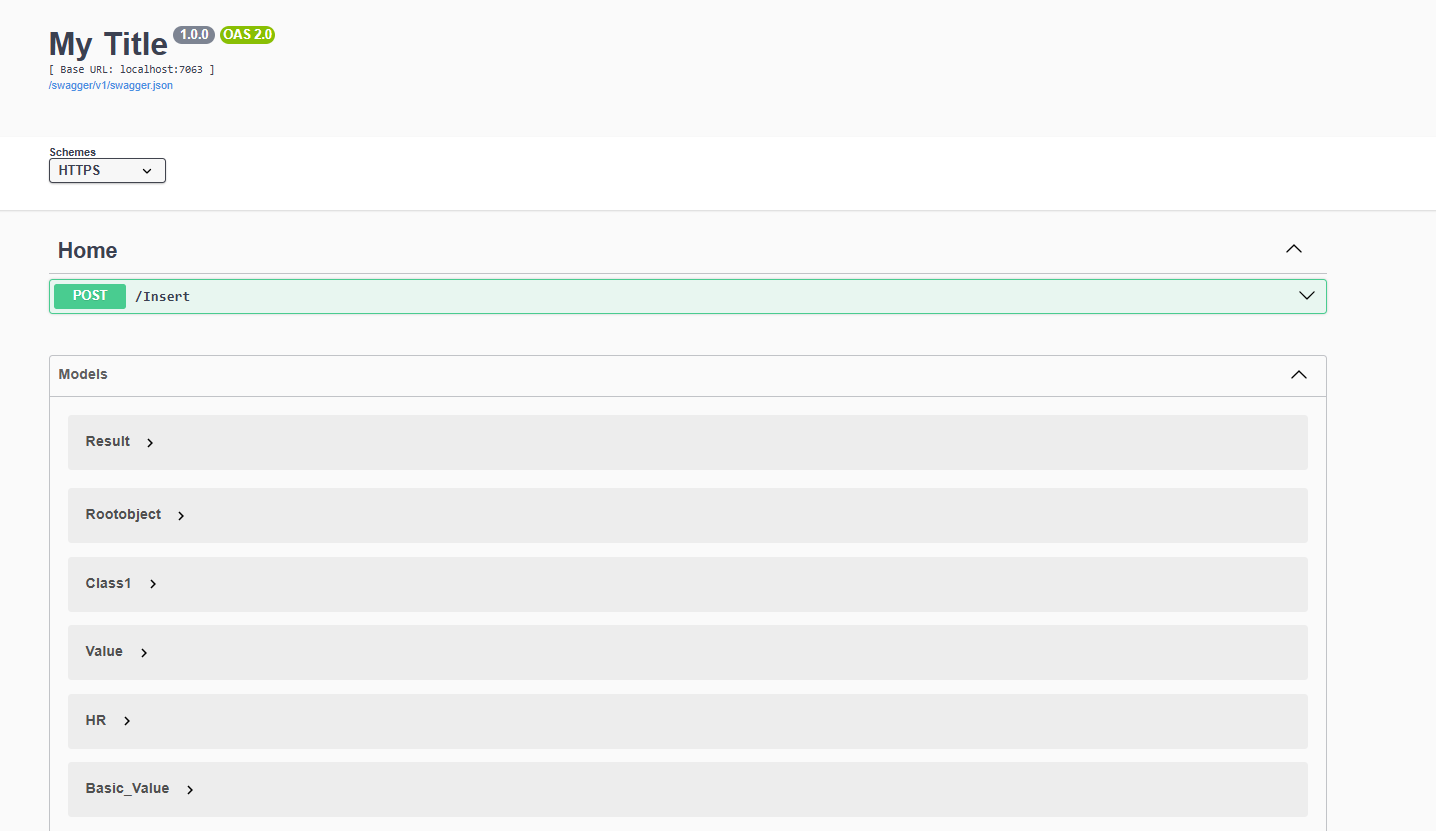 My Title 1.0.0 OAS 2.0
[ Base URL: localhost:7063 ]
/swagger/v1/swagger.json
Schemes
HTTPS
Home
POST /Insert
Models
Result
Rootobject
Class1
Value
HR
Basic_Value